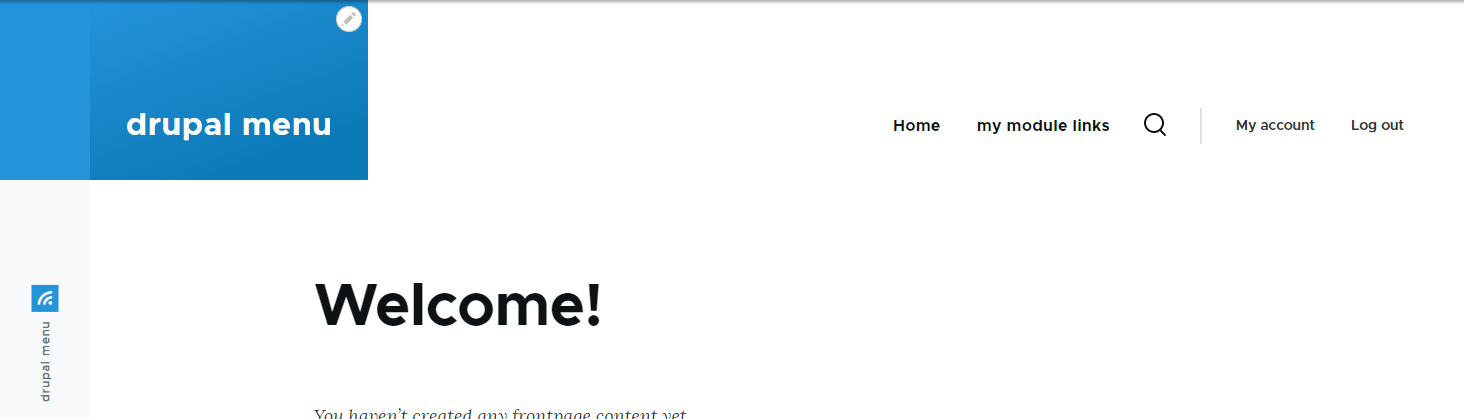 drupal menu
Home my module links My account Log out
Welcome!
drupal menu
You haven't created any frontpage content yet